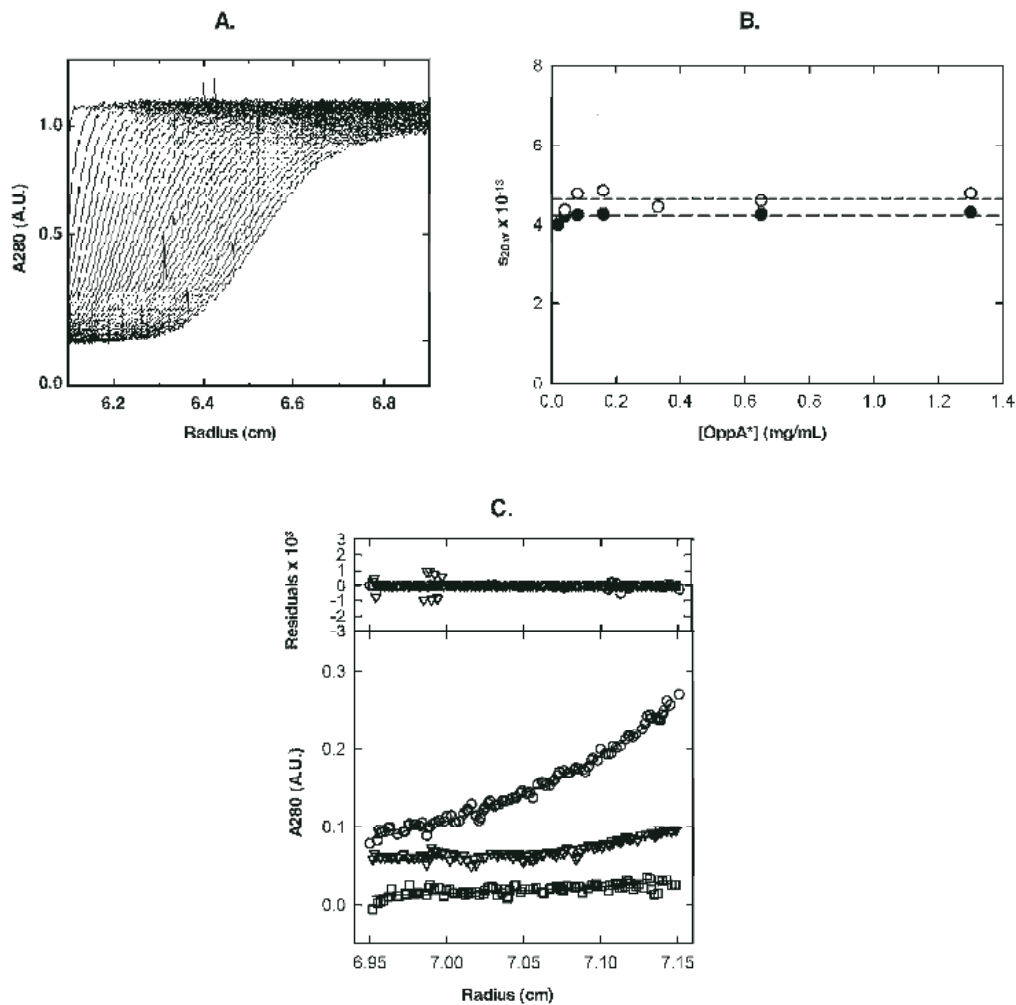 A.
A280 (A.U.)
1.0
0.5
0.0
6.2 6.4 6.6 6.8
Radius (cm)
B.
s20w x 10-13
8
6
4
2
0
0.0 0.2 0.4 0.6 0.8 1.0 1.2 1.4
[OppA*] (mg/mL)
C.
Residuals x 10³
3
2
1
0
-1
-2
-3
A280 (A.U.)
0.3
0.2
0.1
0.0
6.95 7.00 7.05 7.10 7.15
Radius (cm)